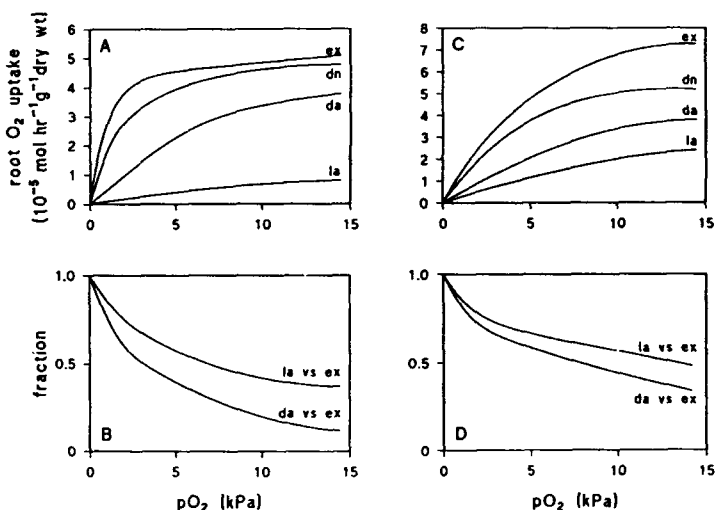 root O₂ uptake
(10⁻⁵ mol hr⁻¹g⁻¹dry wt)
6
5
4
3
2
1
0
A
ex
dn
da
la
0 5 10 15
8
7
6
5
4
3
2
1
0
C
ex
dn
da
la
0 5 10 15
fraction
1.0
0.5
0
la vs ex
da vs ex
B
0 5 10 15
pO₂ (kPa)
1.0
0.5
0
la vs ex
da vs ex
D
0 5 10 15
pO₂ (kPa)